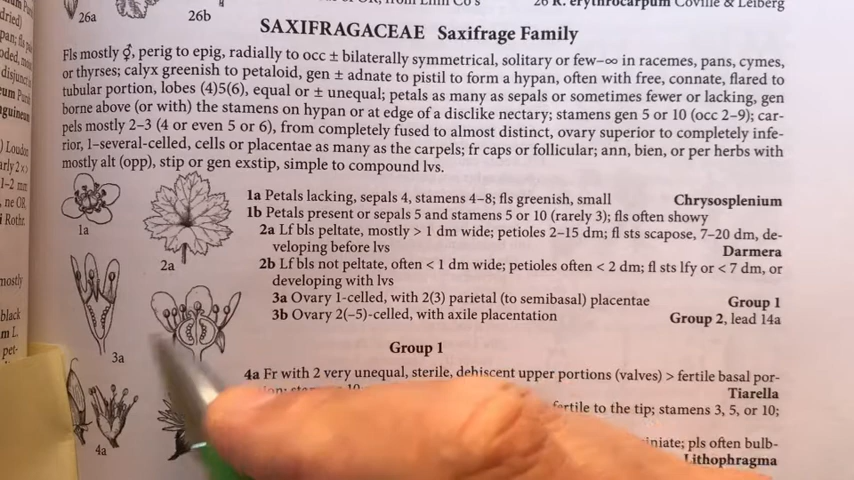 26a
26b
26 R. erythrocarpum Coville & Leiberg
SAXIFRAGACEAE Saxifrage Family
Fls mostly ⚥, perig to epig, radially to occ ± bilaterally symmetrical, solitary or few–∞ in racemes, pans, cymes,
or thyrses; calyx greenish to petaloid, gen ± adnate to pistil to form a hypan, often with free, connate, flared to
tubular portion, lobes (4)5(6), equal or ± unequal; petals as many as sepals or sometimes fewer or lacking, gen
borne above (or with) the stamens on hypan or at edge of a disclike nectary; stamens gen 5 or 10 (occ 2–9); car-
pels mostly 2–3 (4 or even 5 or 6), from completely fused to almost distinct, ovary superior to completely infe-
rior, 1–several-celled, cells or placentae as many as the carpels; fr caps or follicular; ann, bien, or per herbs with
mostly alt (opp), stip or gen exstip, simple to compound lvs.
1a Petals lacking, sepals 4, stamens 4–8; fls greenish, small Chrysosplenium
1b Petals present or sepals 5 and stamens 5 or 10 (rarely 3); fls often showy
2a Lf bls peltate, mostly > 1 dm wide; petioles 2–15 dm; fl sts scapose, 7–20 dm, de-
veloping before lvs Darmera
2b Lf bls not peltate, often < 1 dm wide; petioles often < 2 dm; fl sts lfy or < 7 dm, or
developing with lvs
3a Ovary 1-celled, with 2(3) parietal (to semibasal) placentae Group 1
3b Ovary 2(–5)-celled, with axile placentation Group 2, lead 14a
Group 1
4a Fr with 2 very unequal, sterile, dehiscent upper portions (valves) > fertile basal por-
Tiarella
fertile to the tip; stamens 3, 5, or 10;
iniate; pls often bulb-
Lithophragma
1a
2a
3a
4a